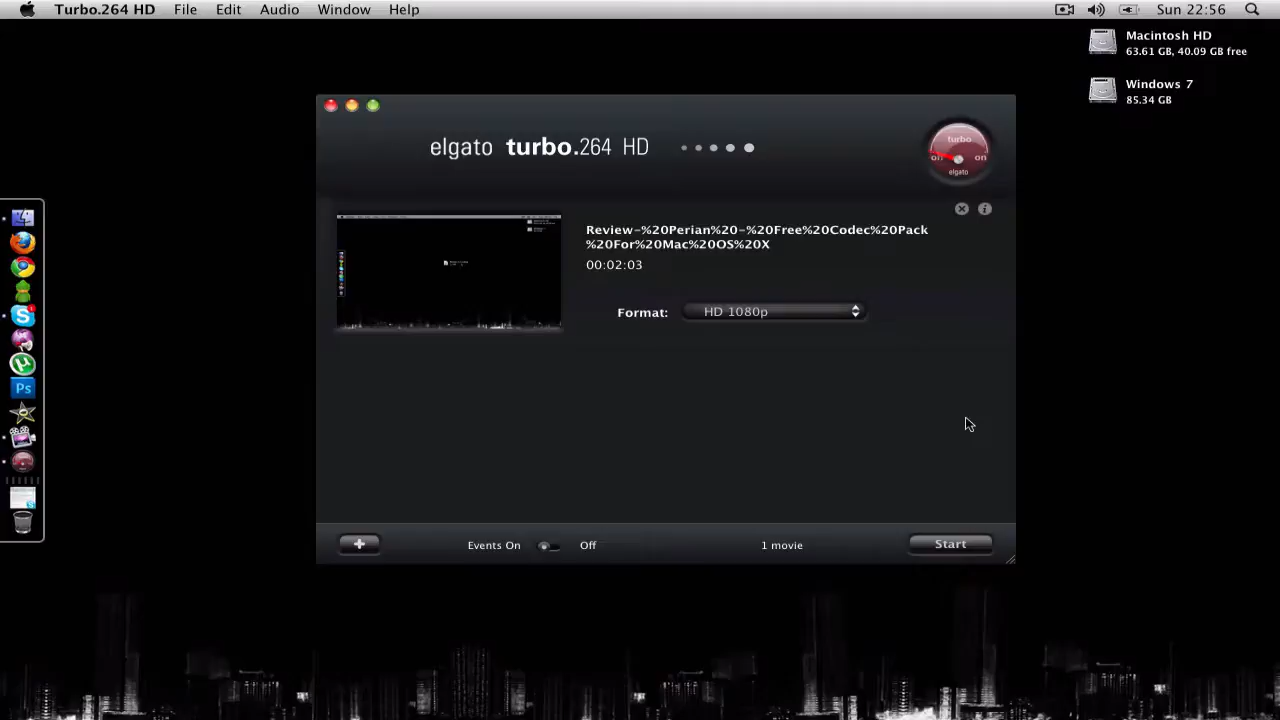 Turbo.264 HD File Edit Audio Window Help Sun 22:56
Macintosh HD
63.61 GB, 40.09 GB free
Windows 7
85.34 GB
elgato turbo.264 HD
turbo
off on
elgato
Review-%20Perian%20-%20Free%20Codec%20Pack
%20For%20Mac%20OS%20X
00:02:03
Format: HD 1080p
Ps
Events On Off 1 movie Start